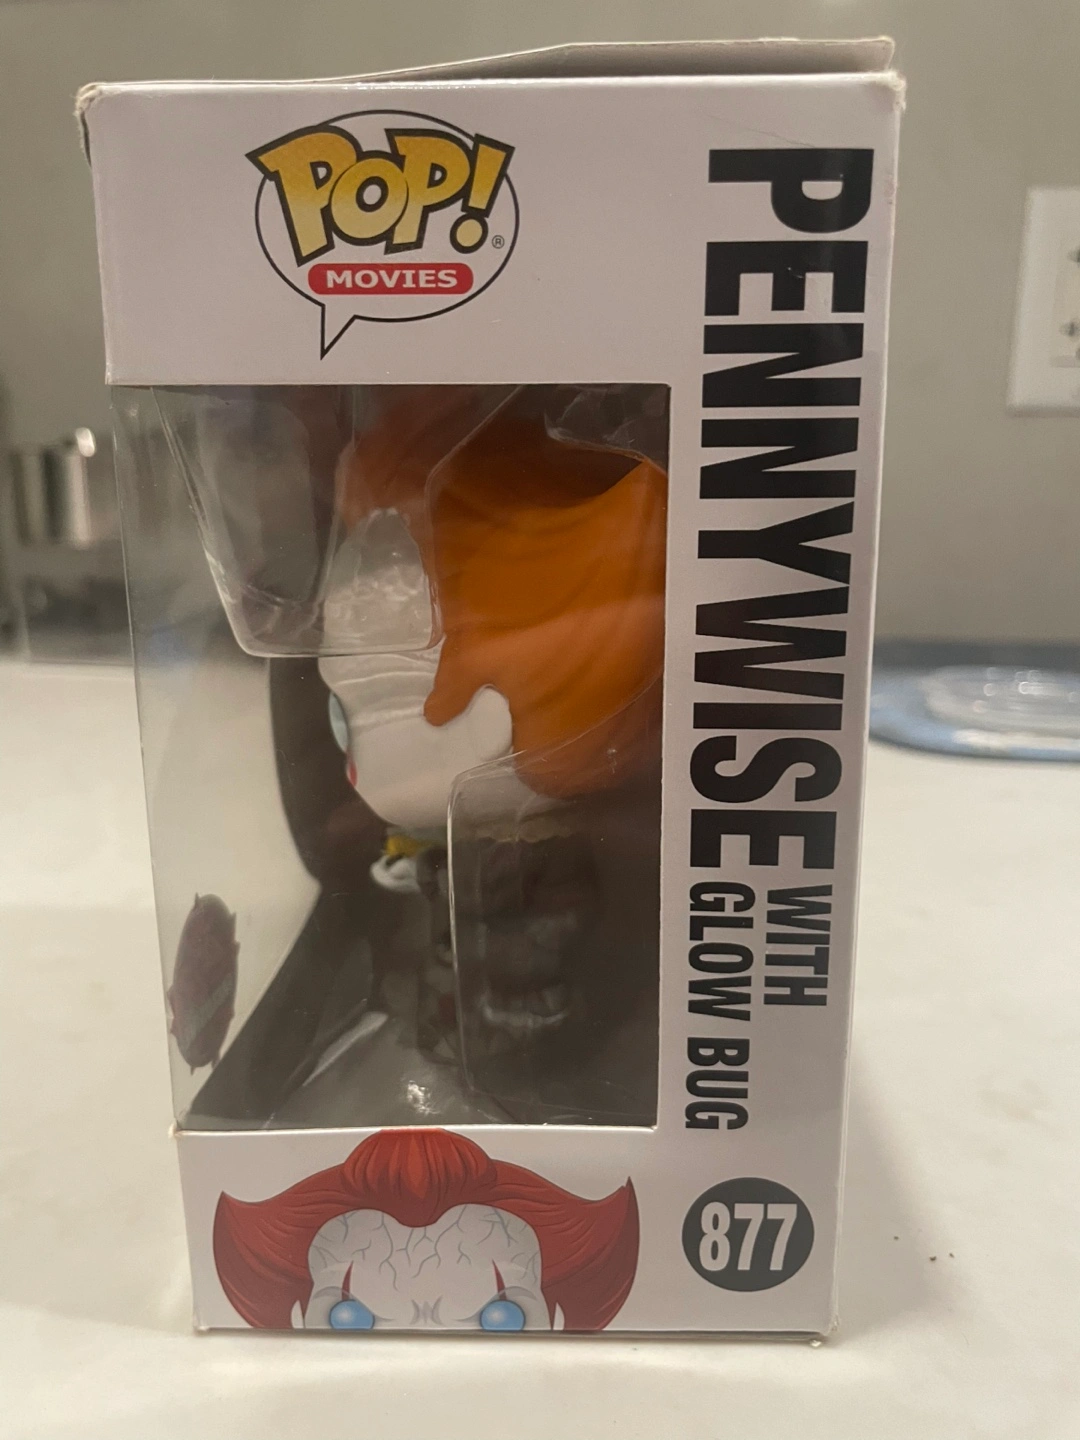 POP!®
MOVIES
PENNYWISE WITH
GLOW BUG
877